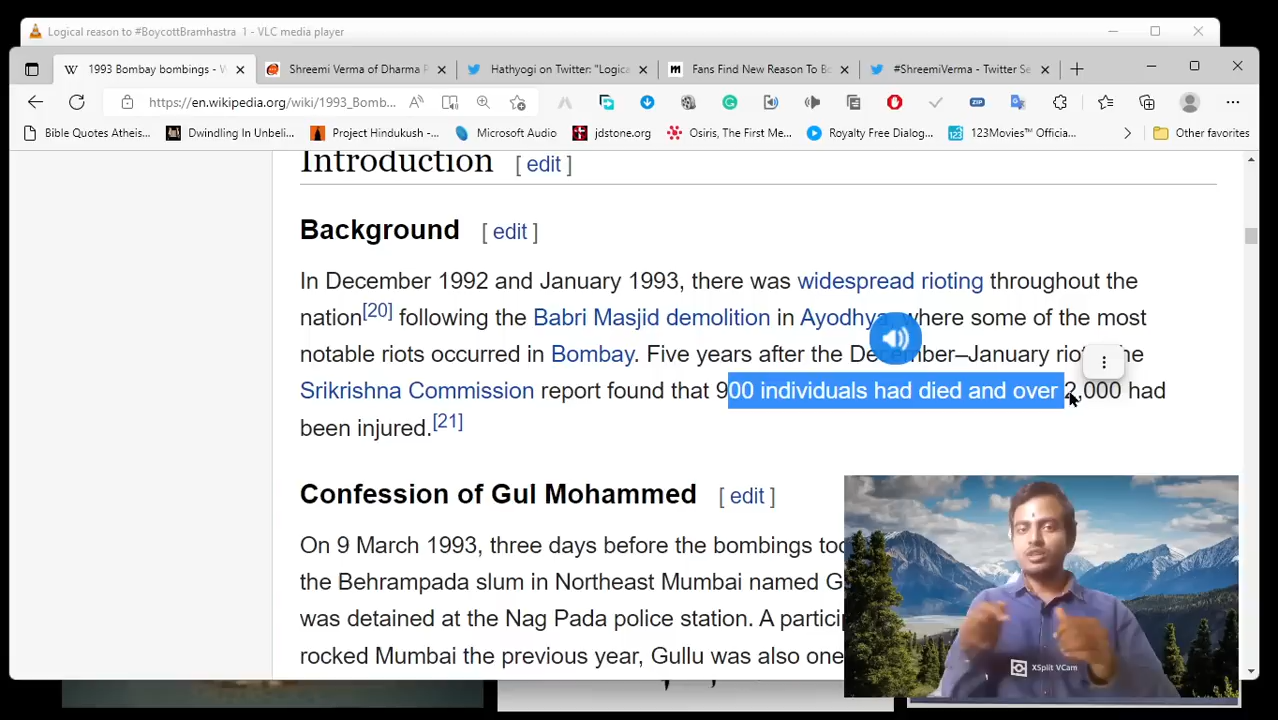 Logical reason to #BoycottBramhastra 1 - VLC media player
1993 Bombay bombings - W
Shreemi Verma of Dharma P
Hathyogi on Twitter: "Logica
Fans Find New Reason To Bo
#ShreemiVerma - Twitter Se
https://en.wikipedia.org/wiki/1993_Bomb...
Bible Quotes Atheis...
Dwindling In Unbeli...
Project Hindukush -...
Microsoft Audio
jdstone.org
Osiris, The First Me...
Royalty Free Dialog...
123Movies™ Officia...
Other favorites
Introduction [ edit ]
Background [ edit ]
In December 1992 and January 1993, there was widespread rioting throughout the
nation[20] following the Babri Masjid demolition in Ayodhya, where some of the most
notable riots occurred in Bombay. Five years after the December–January
Srikrishna Commission report found that 900 individuals had died and over 2,000 had
been injured.[21]
Confession of Gul Mohammed [ edit ]
On 9 March 1993, three days before the bombings
the Behrampada slum in Northeast Mumbai named G
was detained at the Nag Pada police station. A particip
rocked Mumbai the previous year, Gullu was also one
XSplit VCam